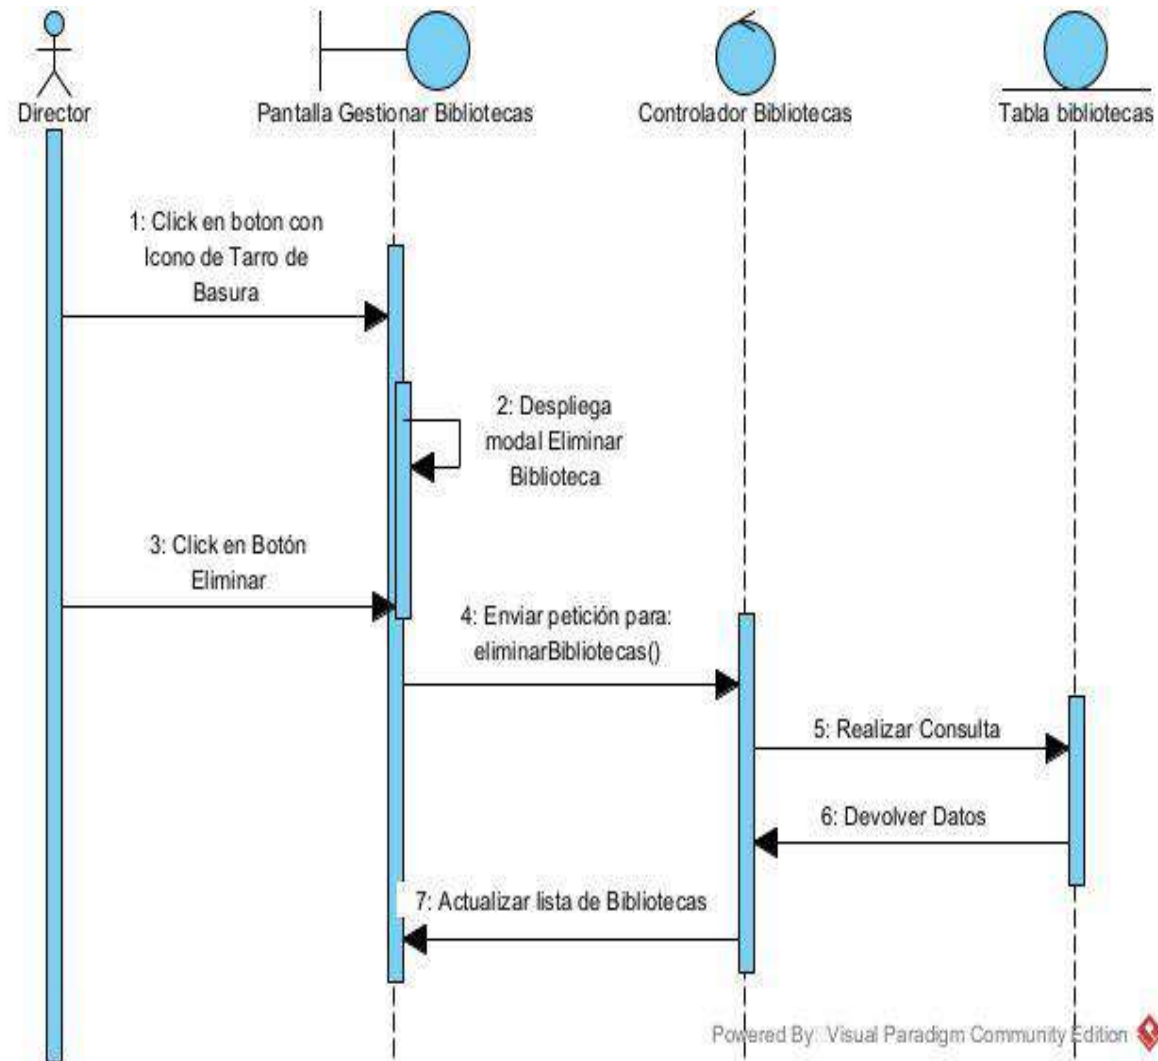 Director
Pantalla Gestionar Bibliotecas
Controlador Bibliotecas
Tabla bibliotecas
1: Click en boton con
Icono de Tarro de
Basura
2: Despliega
modal Eliminar
Biblioteca
3: Click en Botón
Eliminar
4: Enviar petición para:
eliminarBibliotecas()
5: Realizar Consulta
6: Devolver Datos
7: Actualizar lista de Bibliotecas
Powered By: Visual Paradigm Community Edition